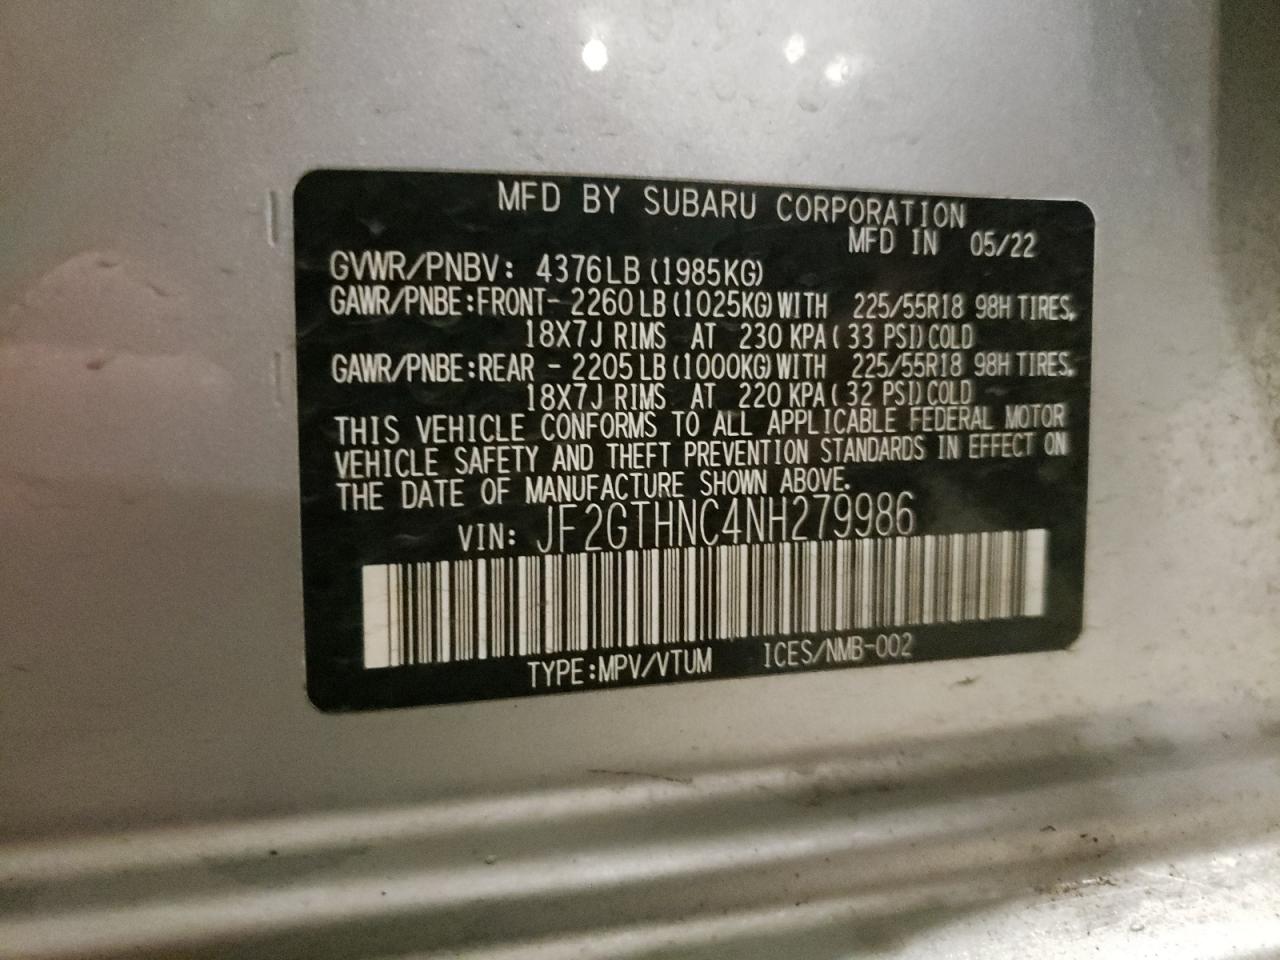 MFD BY SUBARU CORPORATION
MFD IN 05/22
GVWR/PNBV: 4376LB (1985KG)
GAWR/PNBE:FRONT- 2260 LB (1025KG) WITH 225/55R18 98H TIRES,
18X7J RIMS AT 230 KPA ( 33 PSI) COLD
GAWR/PNBE:REAR - 2205 LB (1000KG) WITH 225/55R18 98H TIRES,
18X7J RIMS AT 220 KPA ( 32 PSI) COLD
THIS VEHICLE CONFORMS TO ALL APPLICABLE FEDERAL MOTOR
VEHICLE SAFETY AND THEFT PREVENTION STANDARDS IN EFFECT ON
THE DATE OF MANUFACTURE SHOWN ABOVE.
VIN: JF2GTHNC4NH279986
TYPE:MPV/VTUM ICES/NMB-002